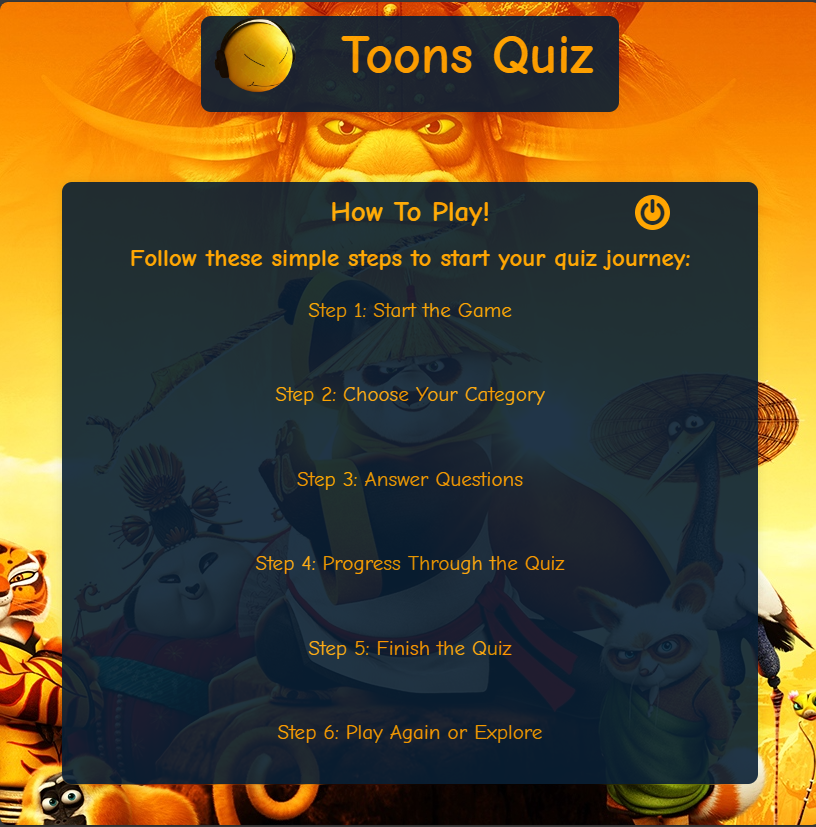 Toons Quiz
How To Play!
Follow these simple steps to start your quiz journey:
Step 1: Start the Game
Step 2: Choose Your Category
Step 3: Answer Questions
Step 4: Progress Through the Quiz
Step 5: Finish the Quiz
Step 6: Play Again or Explore